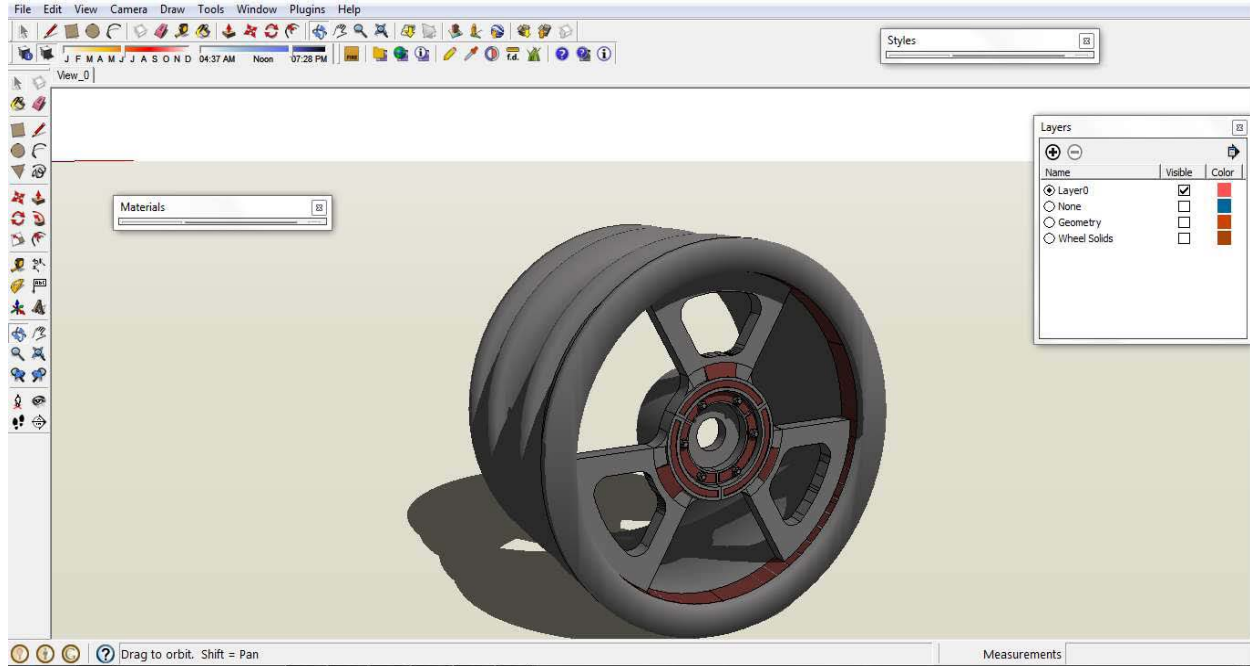 File Edit View Camera Draw Tools Window Plugins Help
Styles
J F M A M J J A S O N D 04:37 AM Noon 07:28 PM f.d.
View_0
Layers
Name Visible Color
Layer0
None
Geometry
Wheel Solids
Materials
Drag to orbit. Shift = Pan
Measurements